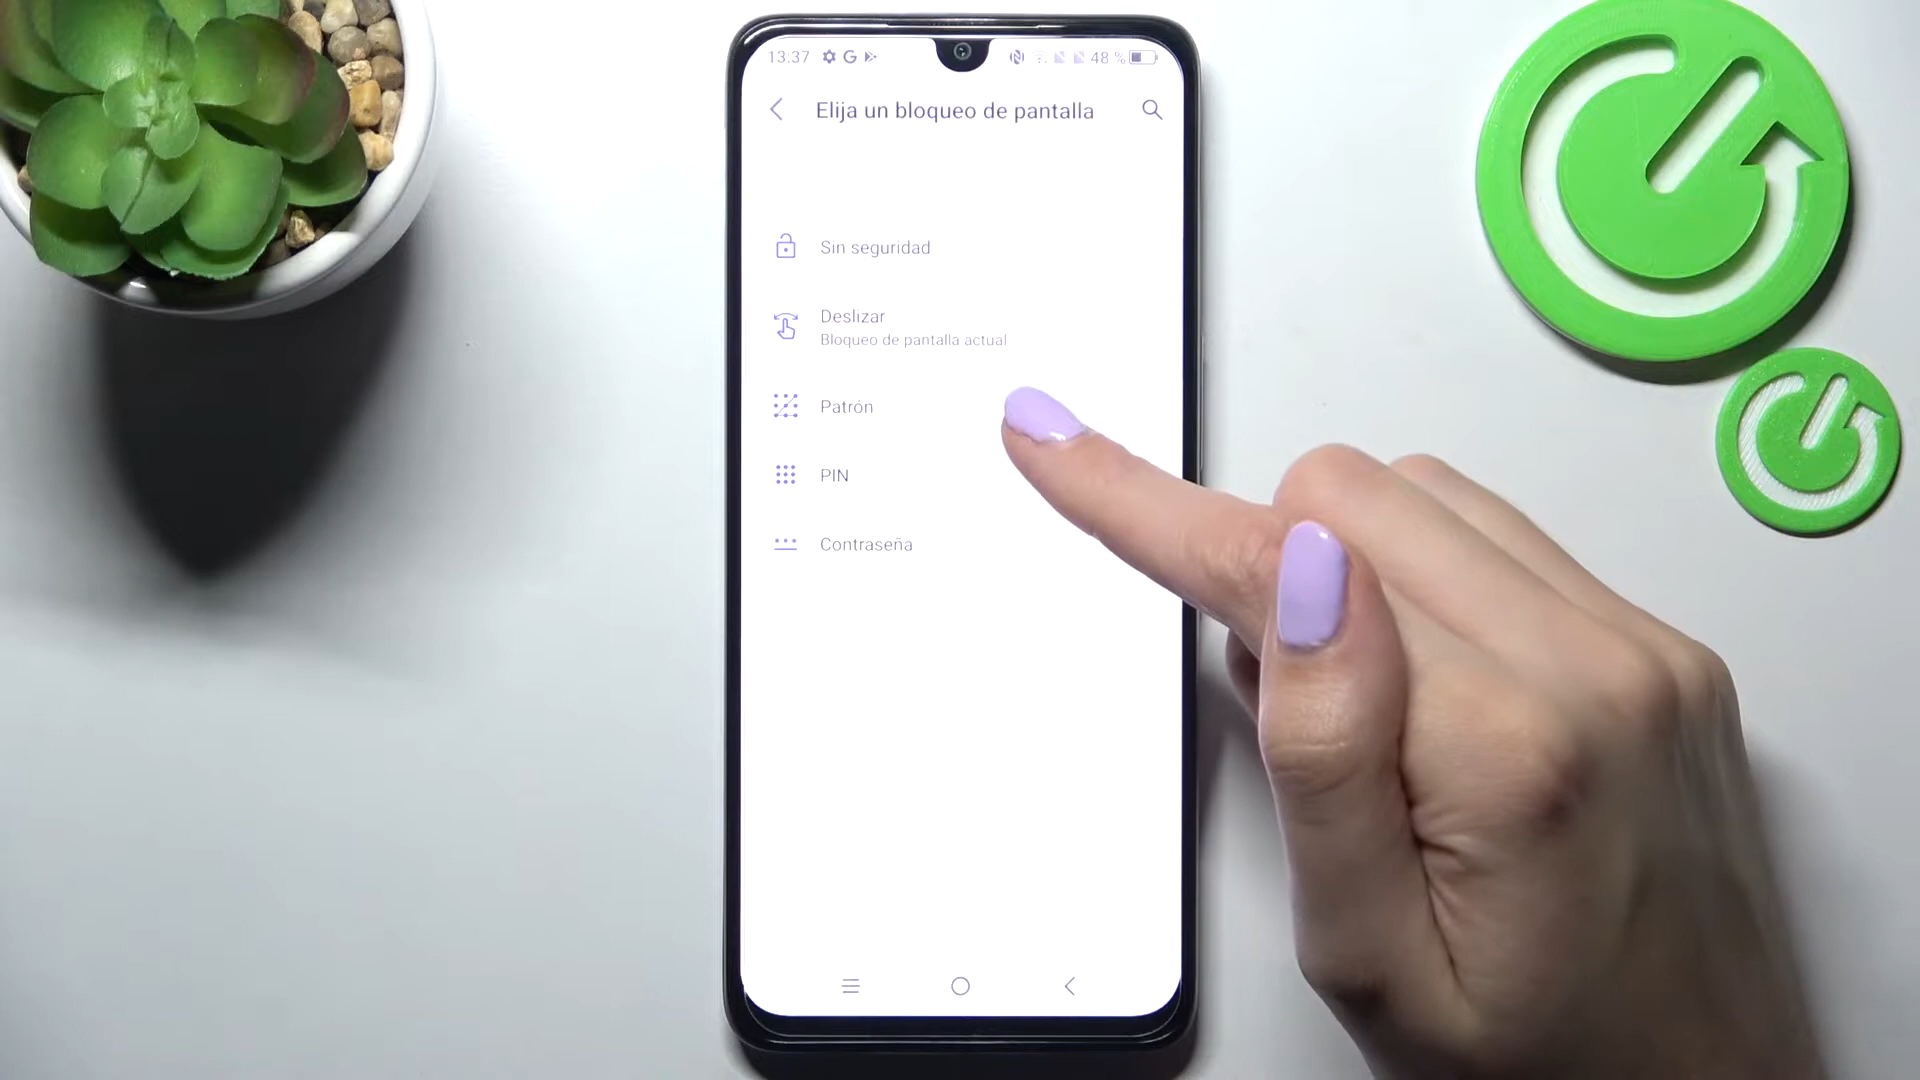 13:37 48 %
Elija un bloqueo de pantalla
Sin seguridad
Deslizar
Bloqueo de pantalla actual
Patrón
PIN
Contraseña